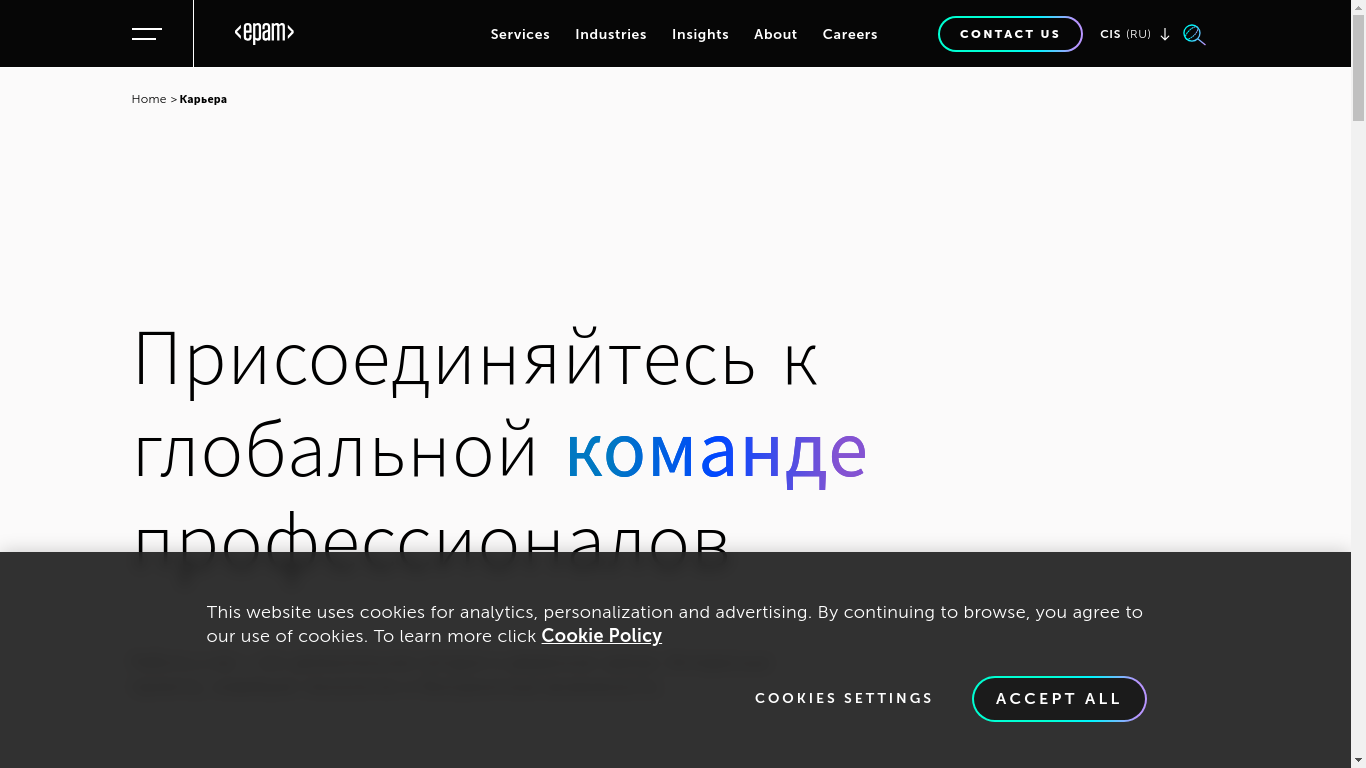 <epam>
Services Industries Insights About Careers
CONTACT US
CIS (RU)
Home > Карьера
Присоединяйтесь к
глобальной команде
профессионалов
This website uses cookies for analytics, personalization and advertising. By continuing to browse, you agree to
our use of cookies. To learn more click Cookie Policy
COOKIES SETTINGS
ACCEPT ALL